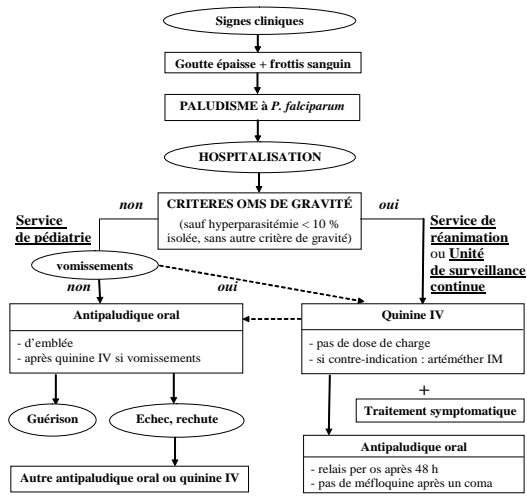 Signes cliniques
Goutte épaisse + frottis sanguin
PALUDISME à P. falciparum
HOSPITALISATION
non
CRITERES OMS DE GRAVITÉ
(sauf hyperparasitémie < 10 %
isolée, sans autre critère de gravité)
oui
Service
de pédiatrie
Service de
réanimation
ou Unité
de surveillance
continue
vomissements
non
oui
Antipaludique oral
- d’emblée
- après quinine IV si vomissements
Quinine IV
- pas de dose de charge
- si contre-indication : artéméther IM
+
Traitement symptomatique
Guérison
Echec, rechute
Autre antipaludique oral ou quinine IV
Antipaludique oral
- relais per os après 48 h
- pas de méfloquine après un coma